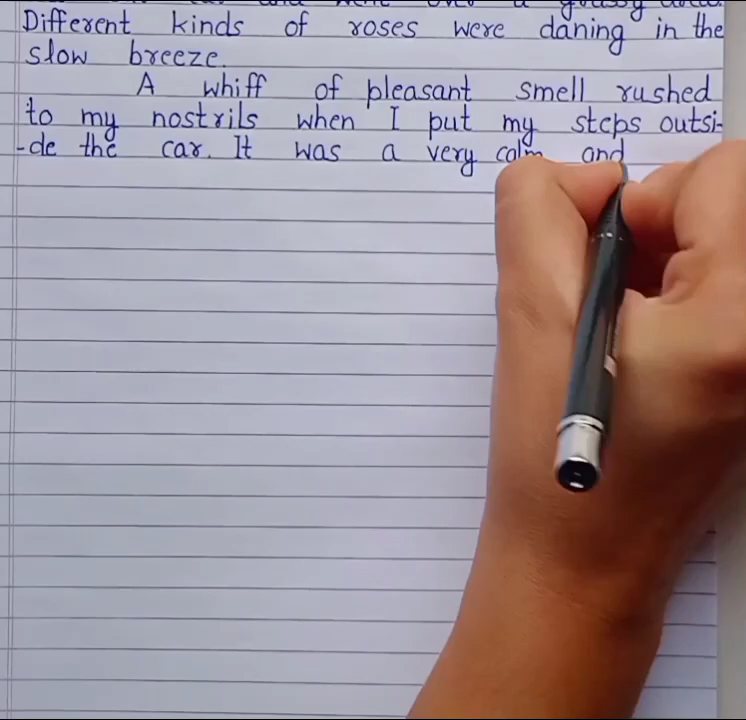 Different kinds of roses were daning in the
slow breeze.
A whiff of pleasant smell rushed
to my nostrils when I put my steps outsi-
-de the car. It was a very calm and